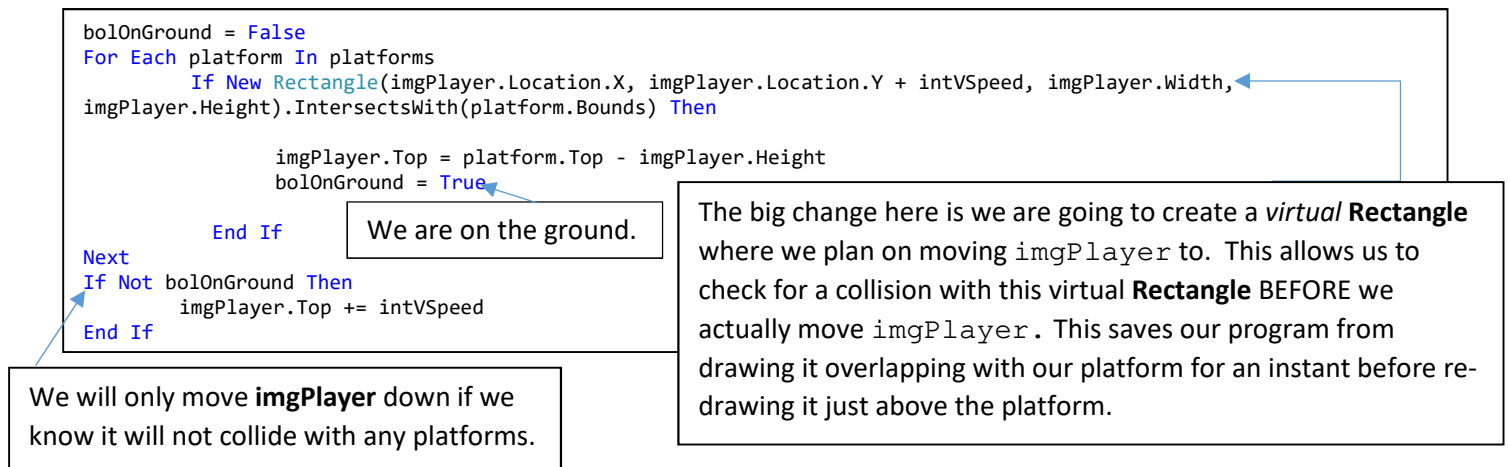 bolOnGround = False
For Each platform In platforms
If New Rectangle(imgPlayer.Location.X, imgPlayer.Location.Y + intVSpeed, imgPlayer.Width,
imgPlayer.Height).IntersectsWith(platform.Bounds) Then
imgPlayer.Top = platform.Top - imgPlayer.Height
bolOnGround = True
We are on the ground.
End If
Next
If Not bolOnGround Then
imgPlayer.Top += intVSpeed
End If
The big change here is we are going to create a virtual Rectangle
where we plan on moving imgPlayer to. This allows us to
check for a collision with this virtual Rectangle BEFORE we
actually move imgPlayer. This saves our program from
drawing it overlapping with our platform for an instant before re-
drawing it just above the platform.
We will only move imgPlayer down if we
know it will not collide with any platforms.